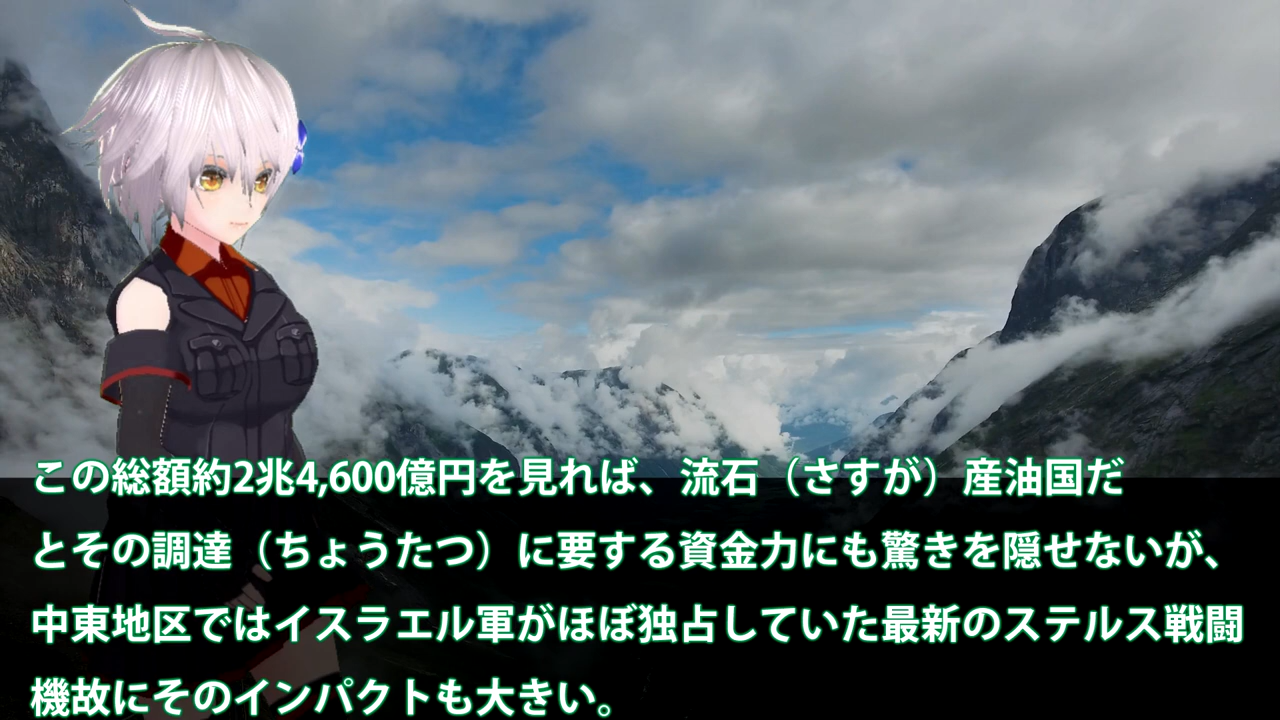 この総額約2兆4,600億円を見れば、流石（さすが）産油国だ
とその調達（ちょうたつ）に要する資金力にも驚きを隠せないが、
中東地区ではイスラエル軍がほぼ独占していた最新のステルス戦闘
機故にそのインパクトも大きい。